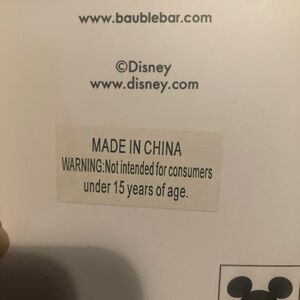 www.baublebar.com
©Disney
www.disney.com
MADE IN CHINA
WARNING:Not intended for consumers
under 15 years of age.